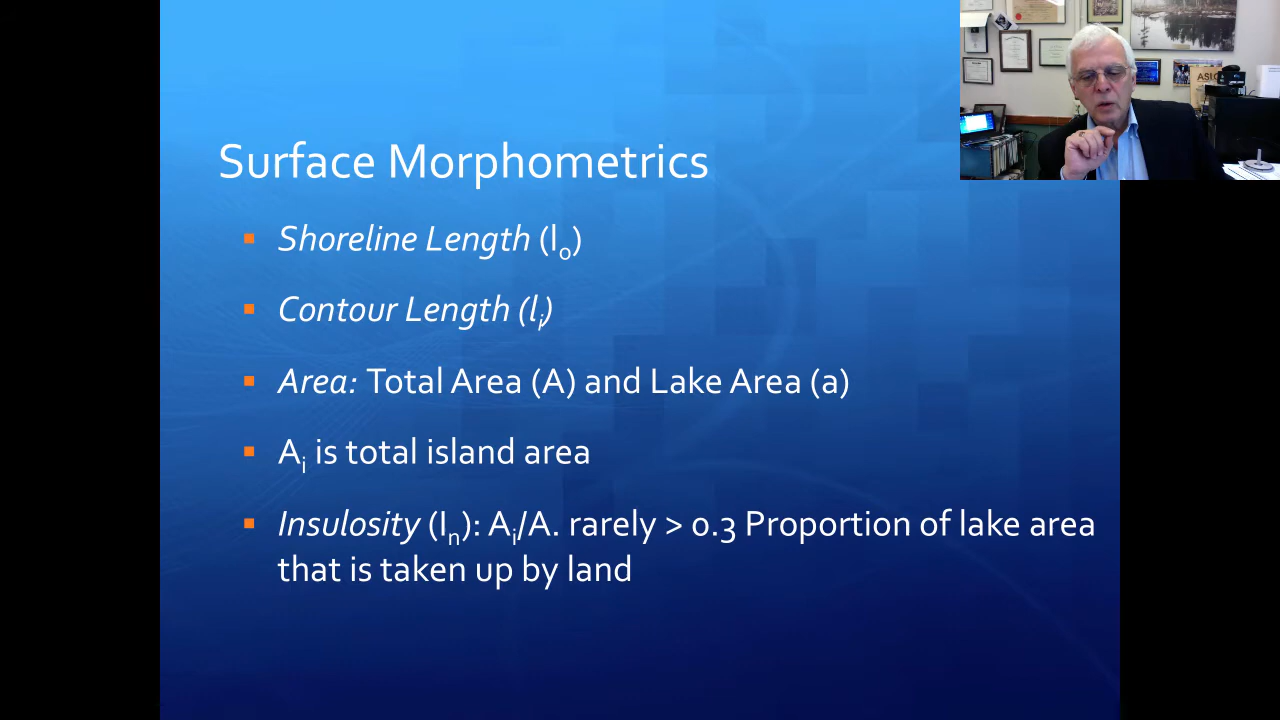 Surface Morphometrics
Shoreline Length (lo)
Contour Length (li)
Area: Total Area (A) and Lake Area (a)
Ai is total island area
Insulosity (In): Ai/A. rarely > 0.3 Proportion of lake area
that is taken up by land